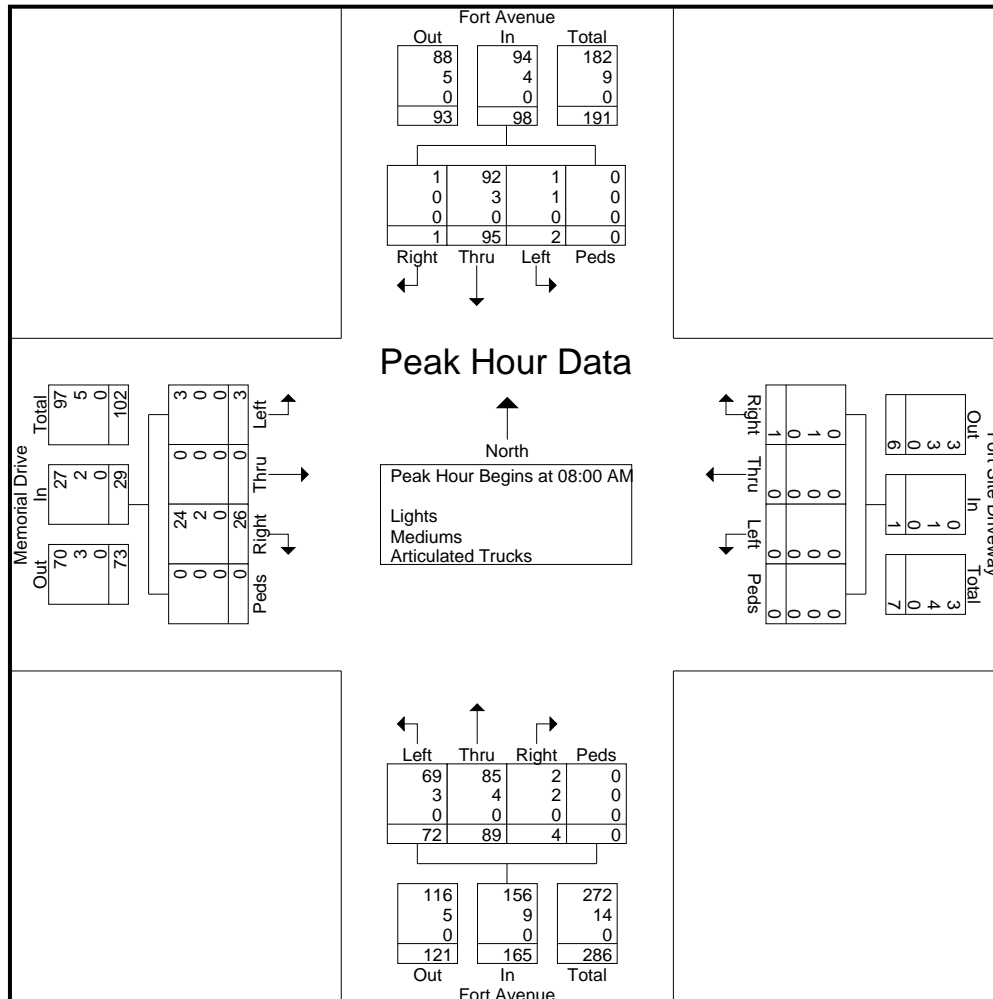 Fort Avenue
Out In Total
88 94 182
5 4 9
0 0 0
93 98 191
1 92 1 0
0 3 1 0
0 0 0 0
1 95 2 0
Right Thru Left Peds
Peak Hour Data
North
Peak Hour Begins at 08:00 AM
Lights
Mediums
Articulated Trucks
Memorial Drive
Out In Total
70 27 97
3 2 5
0 0 0
73 29 102
0 24 0 3
0 2 0 0
0 0 0 0
0 26 0 3
Peds Right Thru Left
Site Driveway
Out In Total
3 0 3
3 1 4
0 0 0
6 1 7
0 0 0 0
1 0 0 0
0 0 0 0
1 0 0 0
Right Thru Left Peds
Left Thru Right Peds
69 85 2 0
3 4 2 0
0 0 0 0
72 89 4 0
116 156 272
5 9 14
0 0 0
121 165 286
Out In Total
Fort Avenue